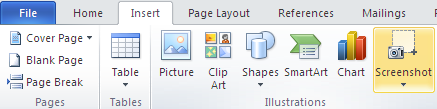 File Home Insert Page Layout References Mailings
Cover Page
Blank Page
Page Break
Pages
Table
Tables
Picture
Clip
Art
Shapes
SmartArt
Chart
Screenshot
Illustrations